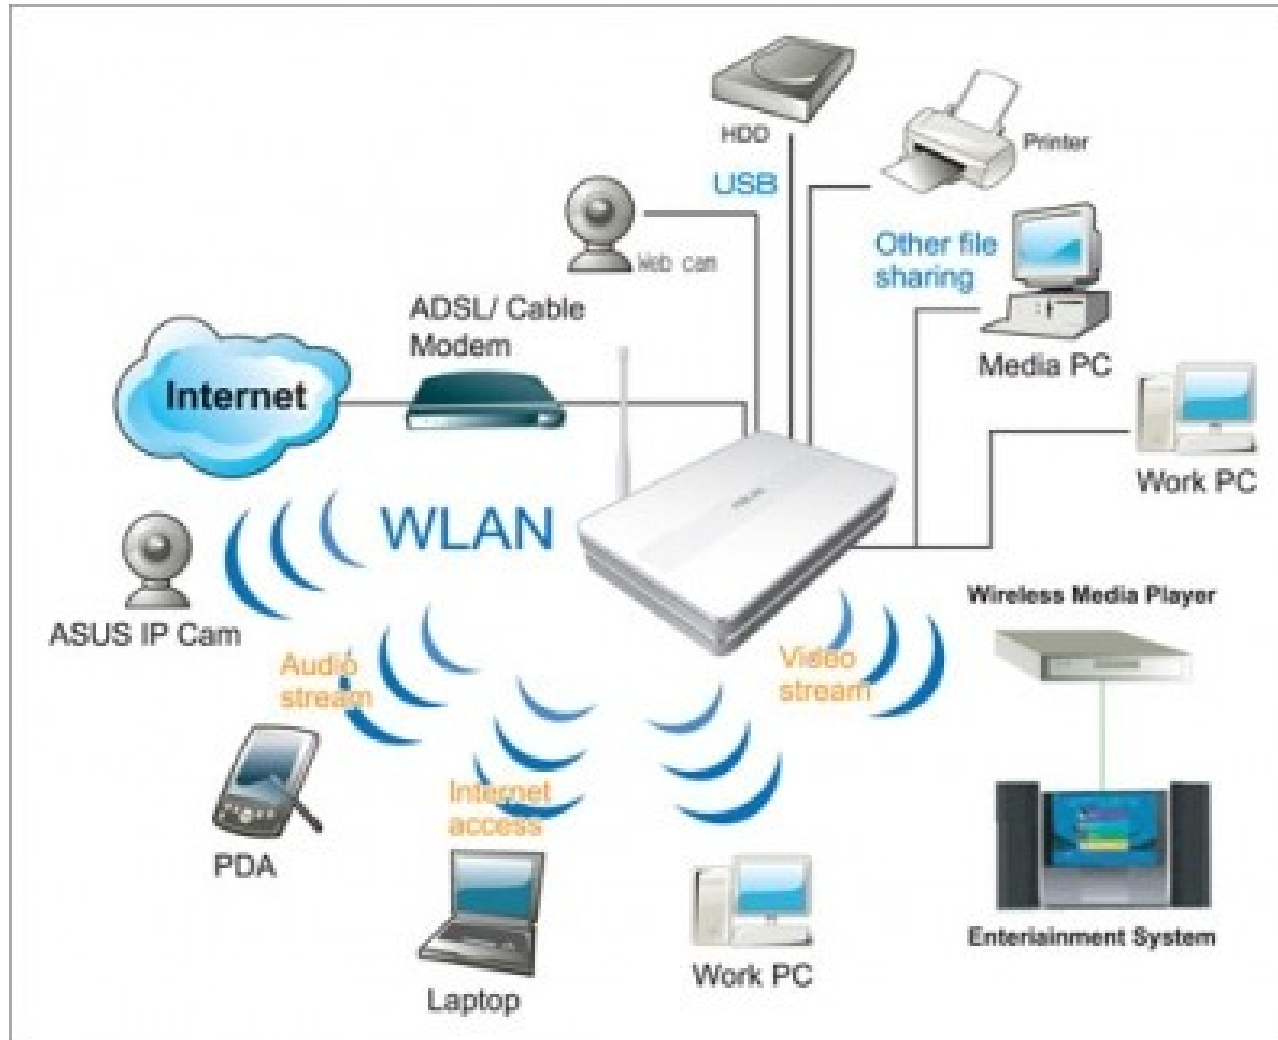 HDD
USB
Printer
Web cam
Other file
sharing
ADSL/ Cable
Modem
Media PC
Internet
Work PC
WLAN
ASUS IP Cam
Wireless Media Player
Audio
stream
Video
stream
Internet
access
PDA
Laptop
Work PC
Enteriainment System